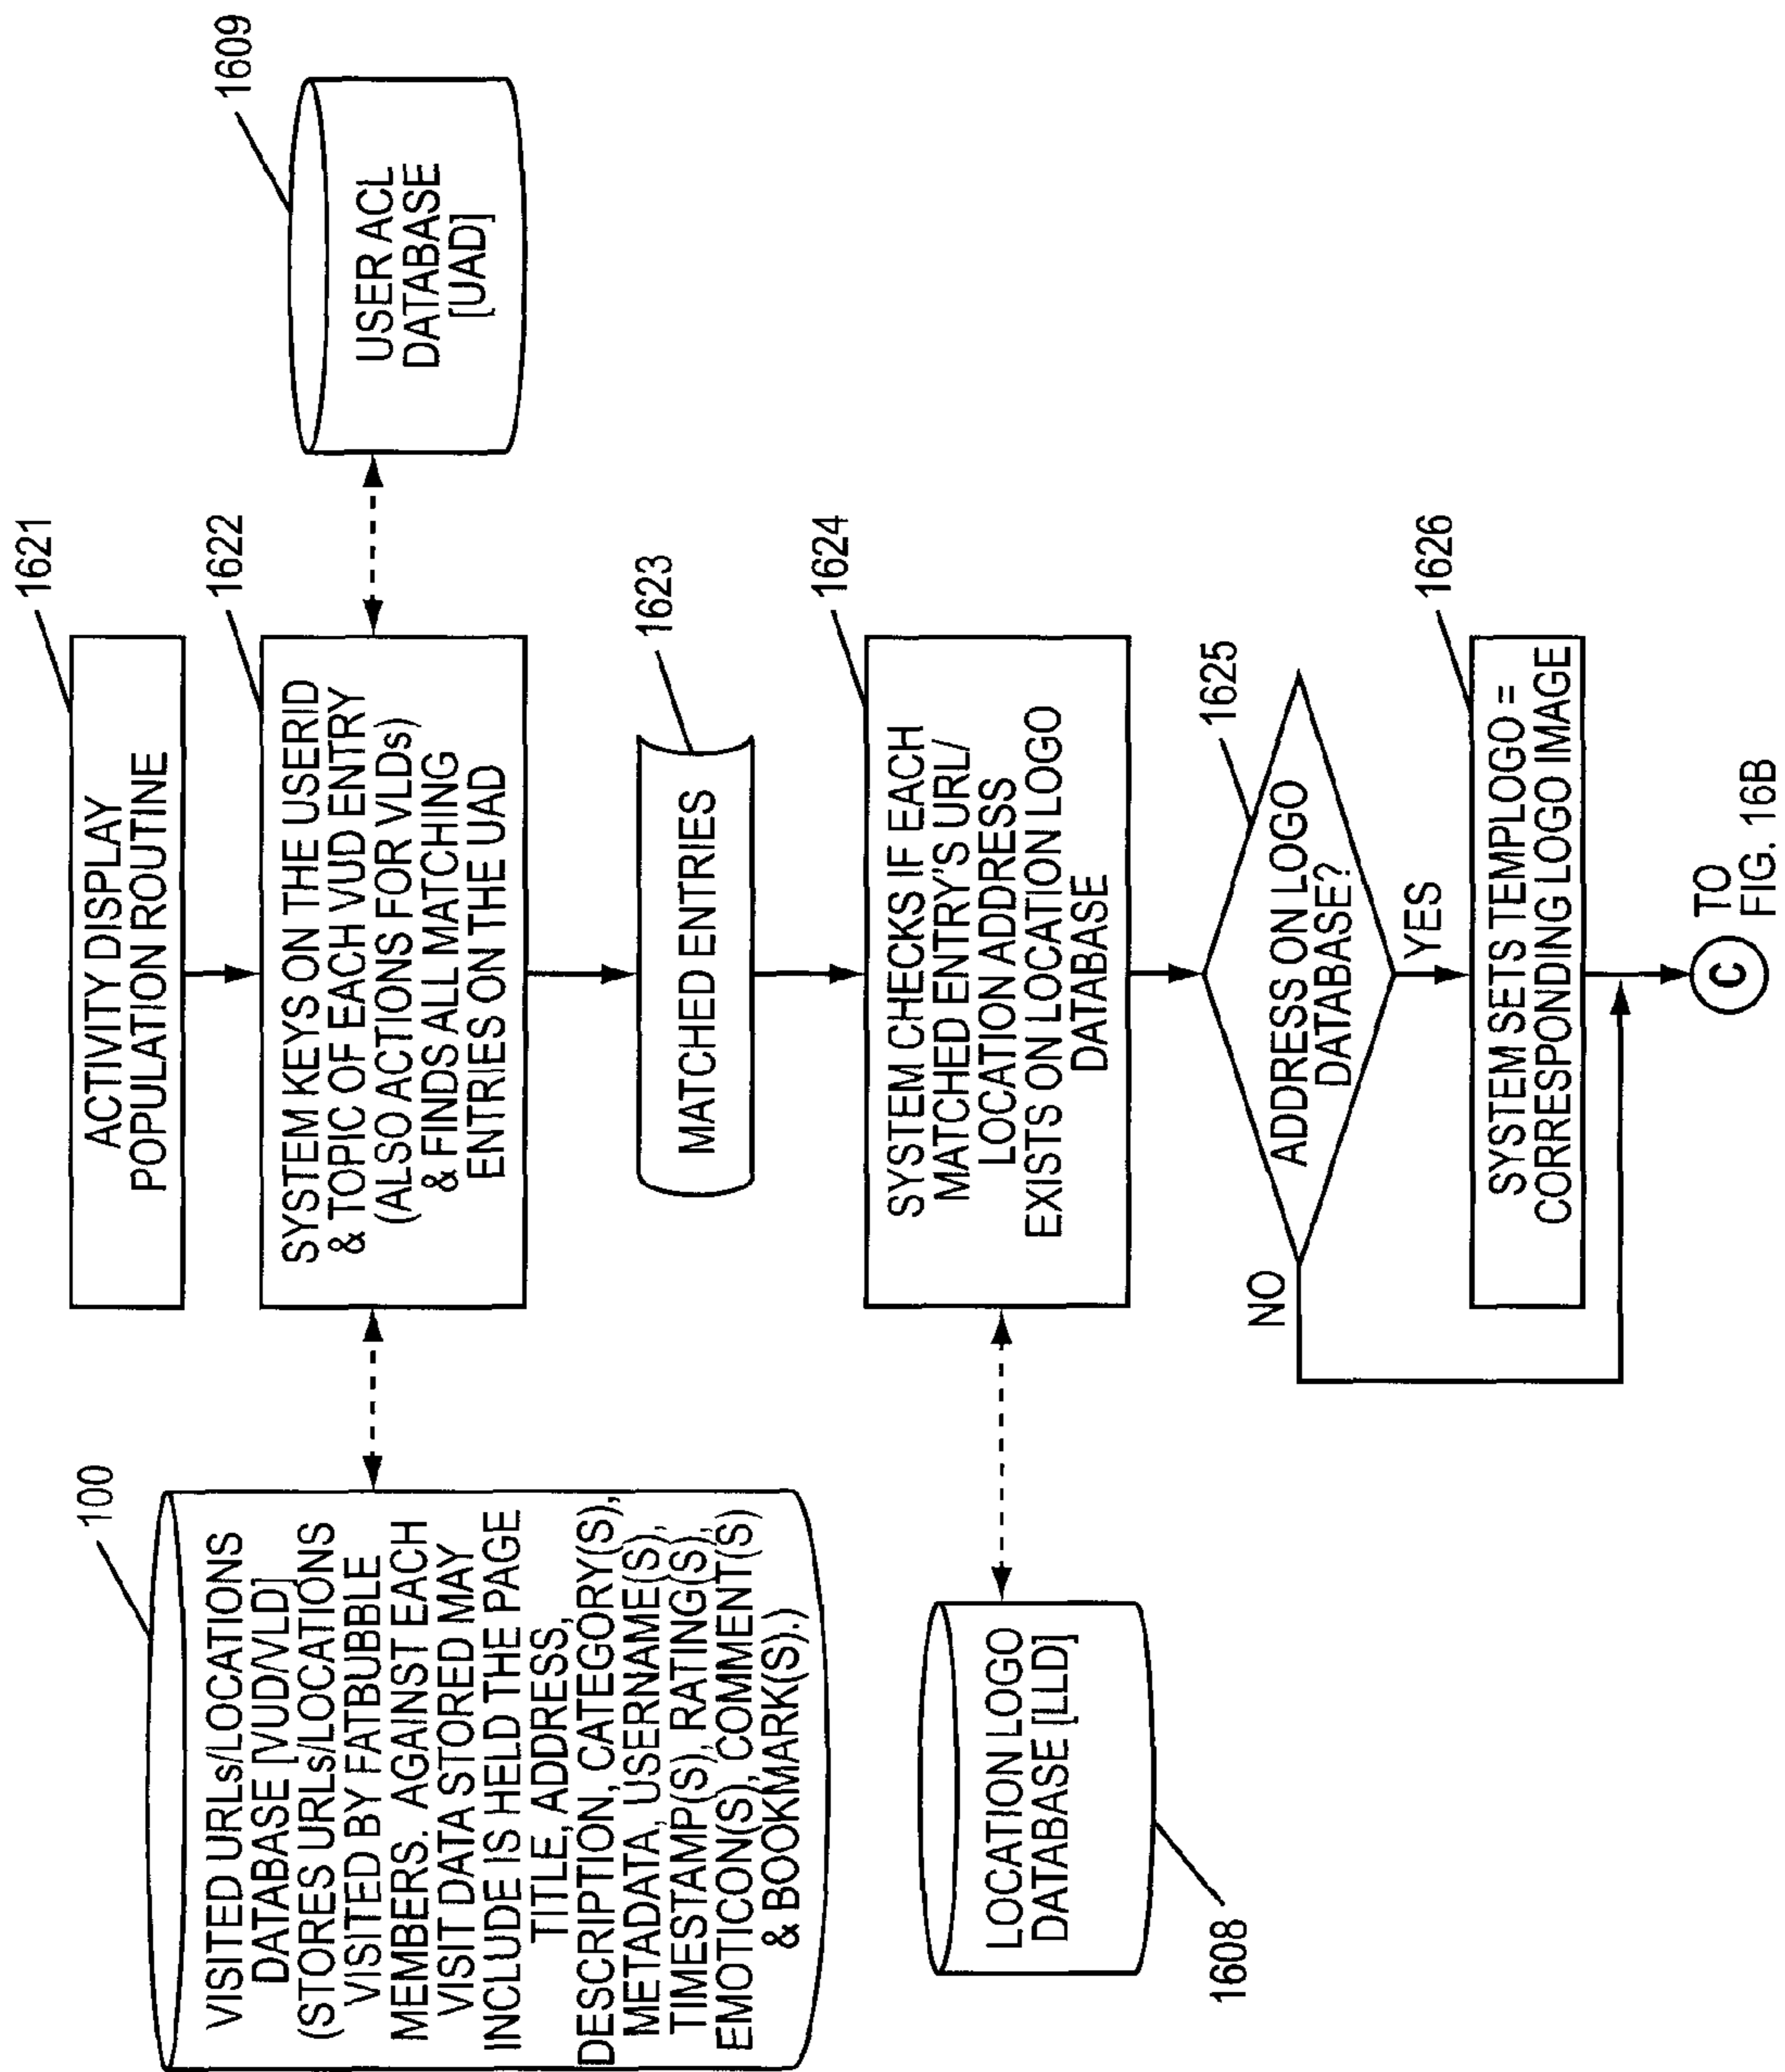 1621
ACTIVITY DISPLAY
POPULATION ROUTINE
100
VISITED URLs/LOCATIONS
DATABASE [VUD/VLD]
(STORES URLs/LOCATIONS
VISITED BY FATBUBBLE
MEMBERS. AGAINST EACH
VISIT DATA STORED MAY
INCLUDE IS HELD THE PAGE
TITLE, ADDRESS,
DESCRIPTION, CATEGORY(S),
METADATA, USERNAME(S),
TIMESTAMP(S), RATING(S),
EMOTICON(S), COMMENT(S)
& BOOKMARK(S).)
1622
SYSTEM KEYS ON THE USERID
& TOPIC OF EACH VUD ENTRY
(ALSO ACTIONS FOR VLDs)
& FINDS ALL MATCHING
ENTRIES ON THE UAD
1609
USER ACL
DATABASE
[UAD]
1623
MATCHED ENTRIES
1624
SYSTEM CHECKS IF EACH
MATCHED ENTRY'S URL/
LOCATION ADDRESS
EXISTS ON LOCATION LOGO
DATABASE
LOCATION LOGO
DATABASE [LLD]
1608
1625
ADDRESS ON LOGO
DATABASE?
NO
YES
1626
SYSTEM SETS TEMPLOGO =
CORRESPONDING LOGO IMAGE
C
TO
FIG. 16B